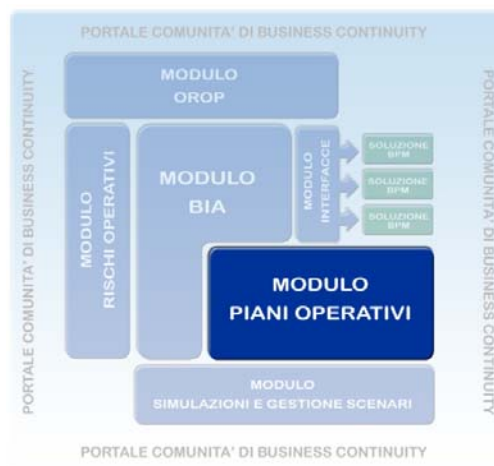 PORTALE COMUNITA' DI BUSINESS CONTINUITY
MODULO
OROP
PORTALE COMUNITA' DI BUSINESS CONTINUITY
MODULO
RISCHI OPERATIVI
MODULO
BIA
MODULO
INTERFACCE
SOLUZIONE
BPM
SOLUZIONE
BPM
SOLUZIONE
BPM
PORTALE COMUNITA' DI BUSINESS CONTINUITY
MODULO
PIANI OPERATIVI
MODULO
SIMULAZIONI E GESTIONE SCENARI
PORTALE COMUNITA' DI BUSINESS CONTINUITY